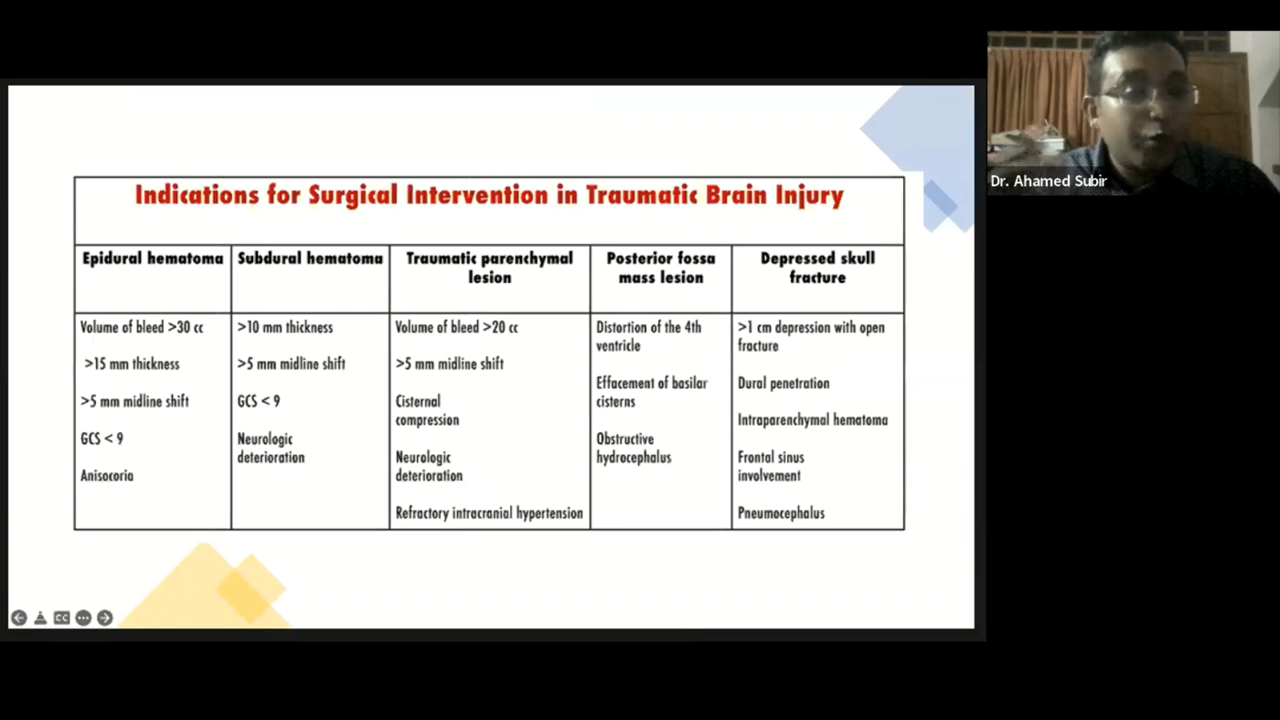 Indications for Surgical Intervention in Traumatic Brain Injury
Epidural hematoma
Subdural hematoma
Traumatic parenchymal
lesion
Posterior fossa
mass lesion
Depressed skull
fracture
Volume of bleed >30 cc
>15 mm thickness
>5 mm midline shift
GCS < 9
Anisocoria
>10 mm thickness
>5 mm midline shift
GCS < 9
Neurologic
deterioration
Volume of bleed >20 cc
>5 mm midline shift
Cisternal
compression
Neurologic
deterioration
Refractory intracranial hypertension
Distortion of the 4th
ventricle
Effacement of basilar
cisterns
Obstructive
hydrocephalus
>1 cm depression with open
fracture
Dural penetration
Intraparenchymal hematoma
Frontal sinus
involvement
Pneumocephalus
CC
Dr. Ahamed Subir